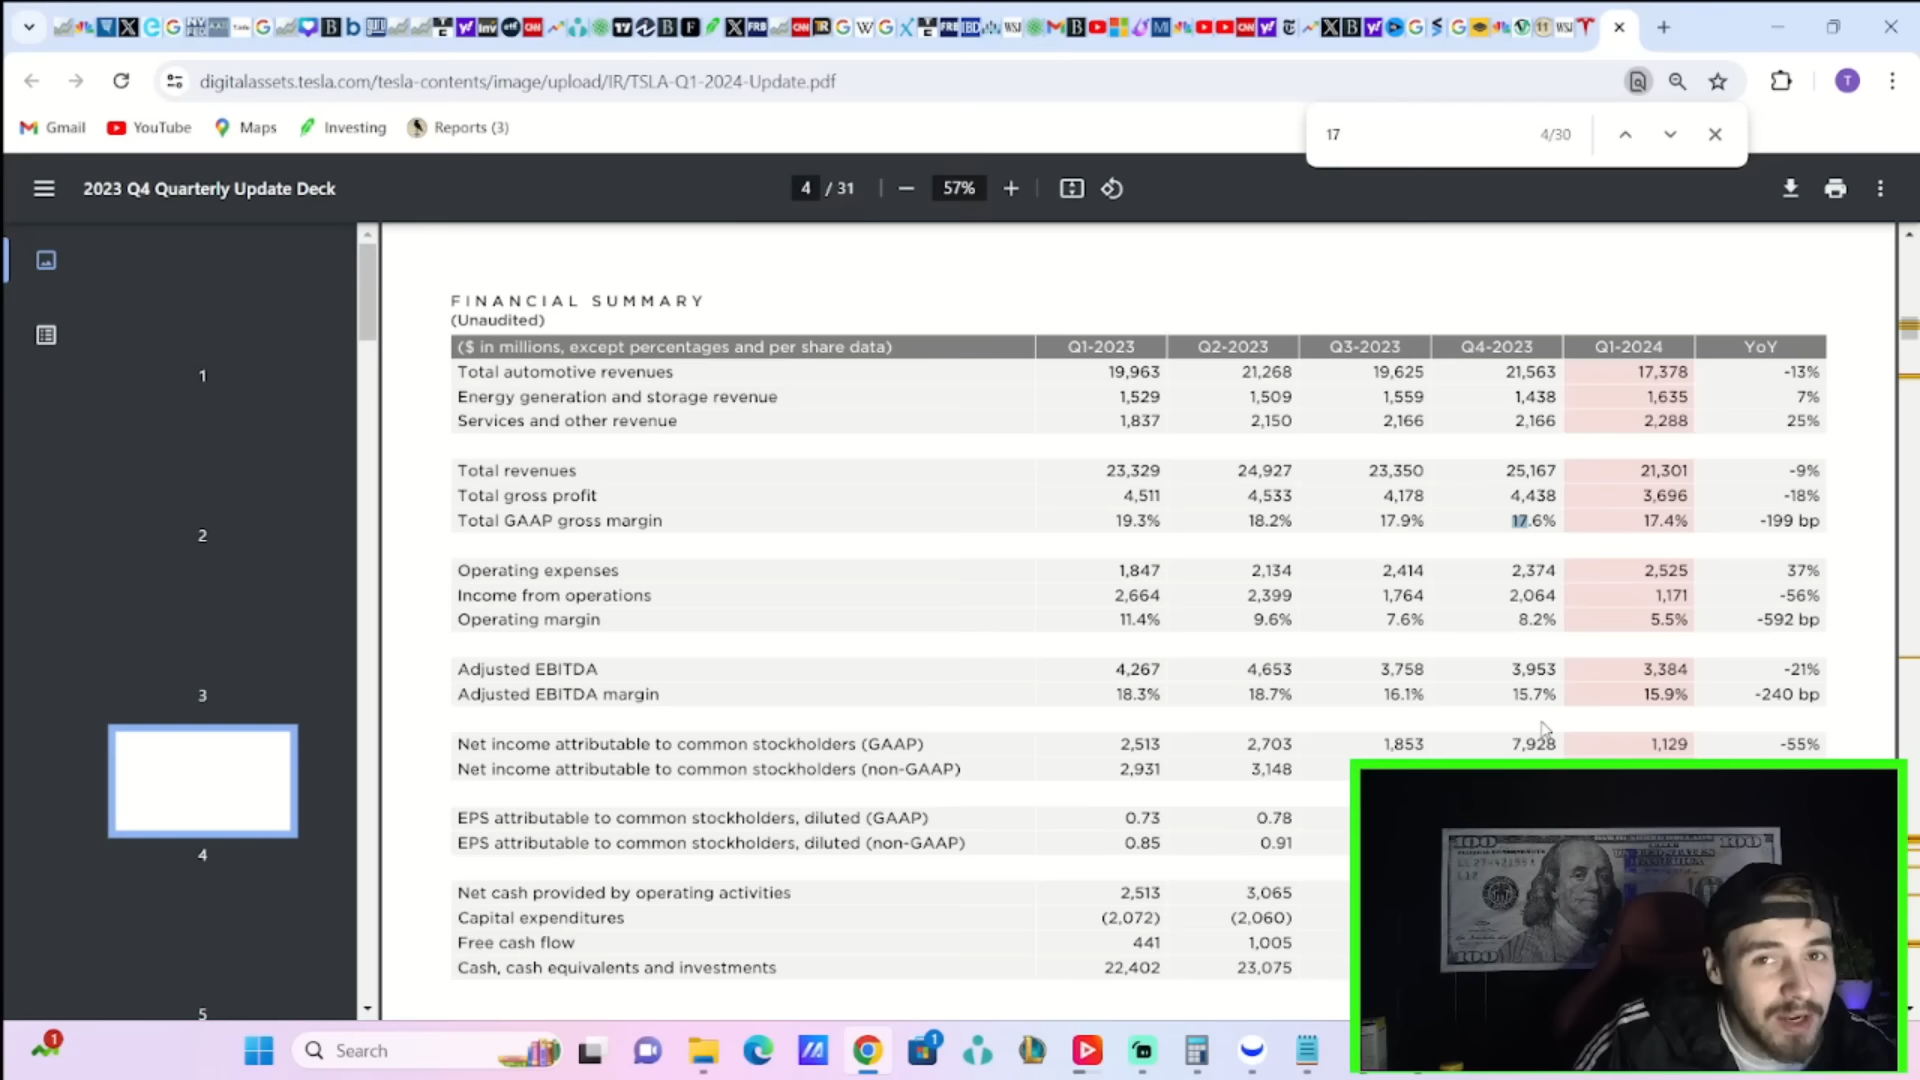 digitalassets.tesla.com/tesla-contents/image/upload/IR/TSLA-Q1-2024-Update.pdf
T
Gmail YouTube Maps Investing Reports (3)
17 4/30
2023 Q4 Quarterly Update Deck 4 / 31 57%
FINANCIAL SUMMARY
(Unaudited)
($ in millions, except percentages and per share data) Q1-2023 Q2-2023 Q3-2023 Q4-2023 Q1-2024 YoY
Total automotive revenues 19,963 21,268 19,625 21,563 17,378 -13%
Energy generation and storage revenue 1,529 1,509 1,559 1,438 1,635 7%
Services and other revenue 1,837 2,150 2,166 2,166 2,288 25%
Total revenues 23,329 24,927 23,350 25,167 21,301 -9%
Total gross profit 4,511 4,533 4,178 4,438 3,696 -18%
Total GAAP gross margin 19.3% 18.2% 17.9% 17.6% 17.4% -199 bp
Operating expenses 1,847 2,134 2,414 2,374 2,525 37%
Income from operations 2,664 2,399 1,764 2,064 1,171 -56%
Operating margin 11.4% 9.6% 7.6% 8.2% 5.5% -592 bp
Adjusted EBITDA 4,267 4,653 3,758 3,953 3,384 -21%
Adjusted EBITDA margin 18.3% 18.7% 16.1% 15.7% 15.9% -240 bp
Net income attributable to common stockholders (GAAP) 2,513 2,703 1,853 7,928 1,129 -55%
Net income attributable to common stockholders (non-GAAP) 2,931 3,148
EPS attributable to common stockholders, diluted (GAAP) 0.73 0.78
EPS attributable to common stockholders, diluted (non-GAAP) 0.85 0.91
Net cash provided by operating activities 2,513 3,065
Capital expenditures (2,072) (2,060)
Free cash flow 441 1,005
Cash, cash equivalents and investments 22,402 23,075
1
2
3
4
5
100 100
100
1
Search
1